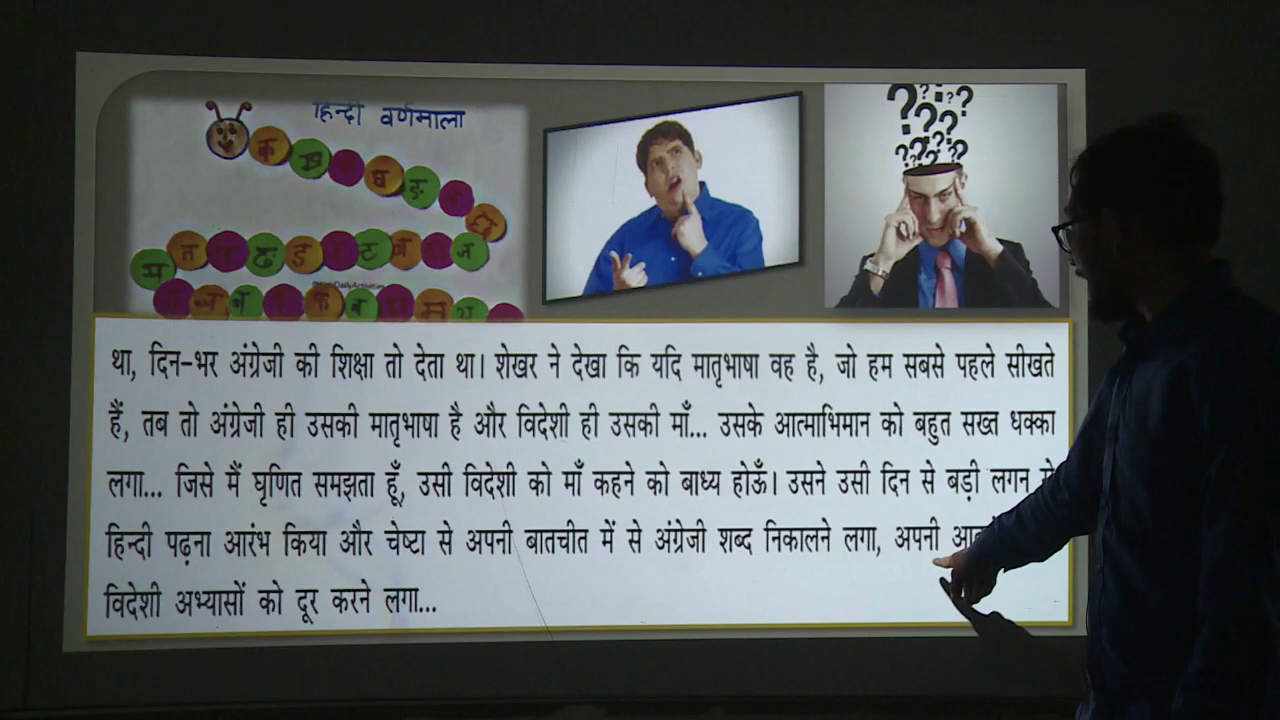 हिन्दी वर्णमाला
क ख घ ङ
त ढ ड ट
था, दिन-भर अंग्रेजी की शिक्षा तो देता था। शेखर ने देखा कि यदि मातृभाषा वह है, जो हम सबसे पहले सीखते
हैं, तब तो अंग्रेजी ही उसकी मातृभाषा है और विदेशी ही उसकी माँ... उसके आत्माभिमान को बहुत सख्त धक्का
लगा... जिसे मैं घृणित समझता हूँ, उसी विदेशी को माँ कहने को बाध्य होऊँ। उसने उसी दिन से बड़ी लगन
हिन्दी पढ़ना आरंभ किया और चेष्टा से अपनी बातचीत में से अंग्रेजी शब्द निकालने लगा, अपनी
विदेशी अभ्यासों को दूर करने लगा...